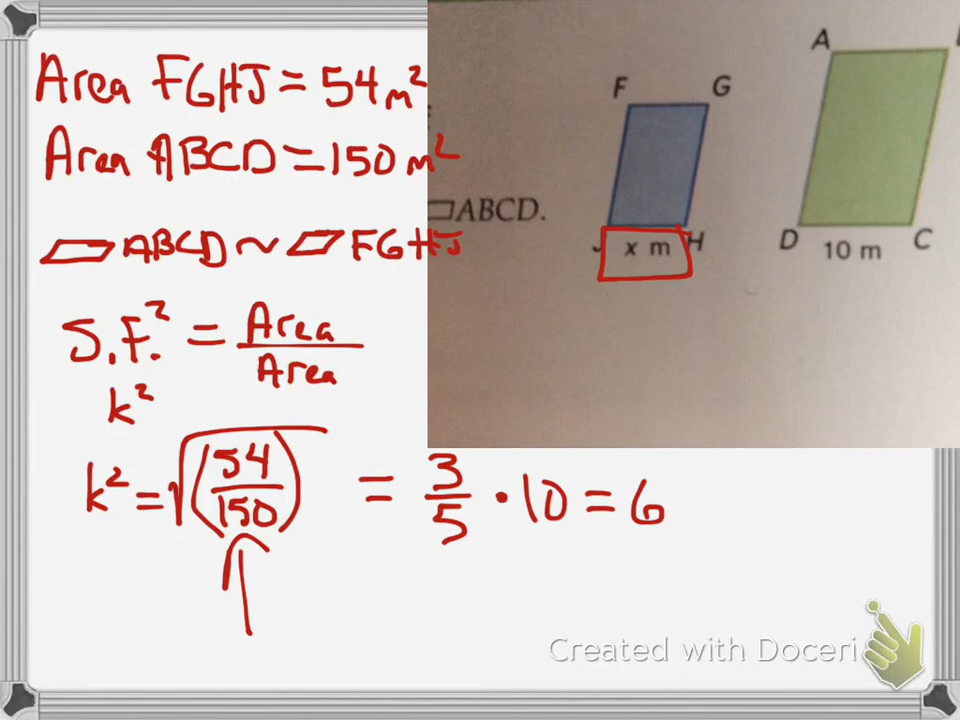 Area FGHJ = 54 m²
Area ABCD = 150 m²
▱ABCD ~ ▱FGHJ
S.F.² = Area / Area
k²
k² = √(54/150) = 3/5 · 10 = 6
A
F G
▱ABCD.
J x m H
D 10 m C
Created with Doceri